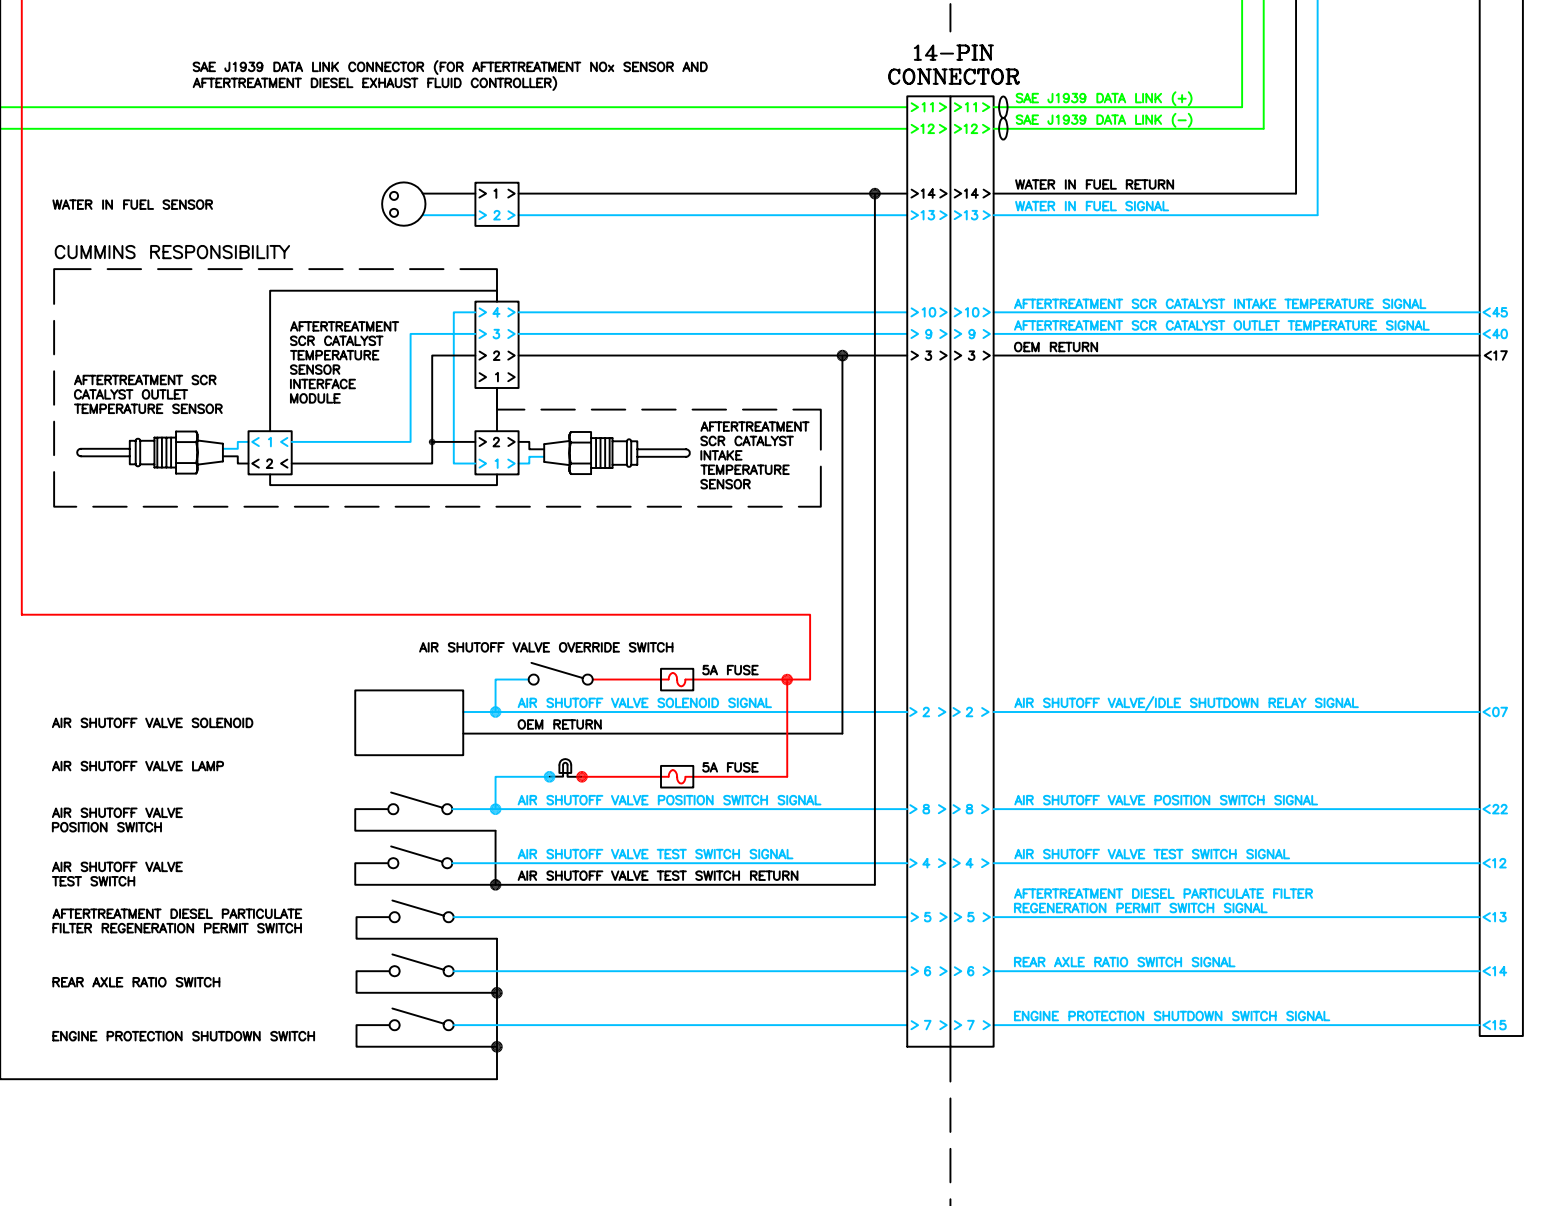 14-PIN
CONNECTOR
SAE J1939 DATA LINK CONNECTOR (FOR AFTERTREATMENT NOx SENSOR AND
AFTERTREATMENT DIESEL EXHAUST FLUID CONTROLLER)
>11> >11> SAE J1939 DATA LINK (+)
>12> >12> SAE J1939 DATA LINK (-)
WATER IN FUEL SENSOR
> 1 > >14> >14> WATER IN FUEL RETURN
> 2 > >13> >13> WATER IN FUEL SIGNAL
CUMMINS RESPONSIBILITY
> 4 > >10> >10> AFTERTREATMENT SCR CATALYST INTAKE TEMPERATURE SIGNAL <45
> 3 > > 9 > > 9 > AFTERTREATMENT SCR CATALYST OUTLET TEMPERATURE SIGNAL <40
> 2 > > 3 > > 3 > OEM RETURN <17
> 1 >
AFTERTREATMENT
SCR CATALYST
TEMPERATURE
SENSOR
INTERFACE
MODULE
AFTERTREATMENT SCR
CATALYST OUTLET
TEMPERATURE SENSOR
< 1 <
< 2 <
> 2 >
> 1 >
AFTERTREATMENT
SCR CATALYST
INTAKE
TEMPERATURE
SENSOR
AIR SHUTOFF VALVE OVERRIDE SWITCH
5A FUSE
AIR SHUTOFF VALVE SOLENOID SIGNAL > 2 > > 2 > AIR SHUTOFF VALVE/IDLE SHUTDOWN RELAY SIGNAL <07
AIR SHUTOFF VALVE SOLENOID
OEM RETURN
AIR SHUTOFF VALVE LAMP
5A FUSE
AIR SHUTOFF VALVE POSITION SWITCH SIGNAL > 8 > > 8 > AIR SHUTOFF VALVE POSITION SWITCH SIGNAL <22
AIR SHUTOFF VALVE
POSITION SWITCH
AIR SHUTOFF VALVE TEST SWITCH SIGNAL > 4 > > 4 > AIR SHUTOFF VALVE TEST SWITCH SIGNAL <12
AIR SHUTOFF VALVE
TEST SWITCH
AIR SHUTOFF VALVE TEST SWITCH RETURN
AFTERTREATMENT DIESEL PARTICULATE
FILTER REGENERATION PERMIT SWITCH
> 5 > > 5 >
AFTERTREATMENT DIESEL PARTICULATE FILTER
REGENERATION PERMIT SWITCH SIGNAL <13
REAR AXLE RATIO SWITCH
> 6 > > 6 > REAR AXLE RATIO SWITCH SIGNAL <14
ENGINE PROTECTION SHUTDOWN SWITCH
> 7 > > 7 > ENGINE PROTECTION SHUTDOWN SWITCH SIGNAL <15